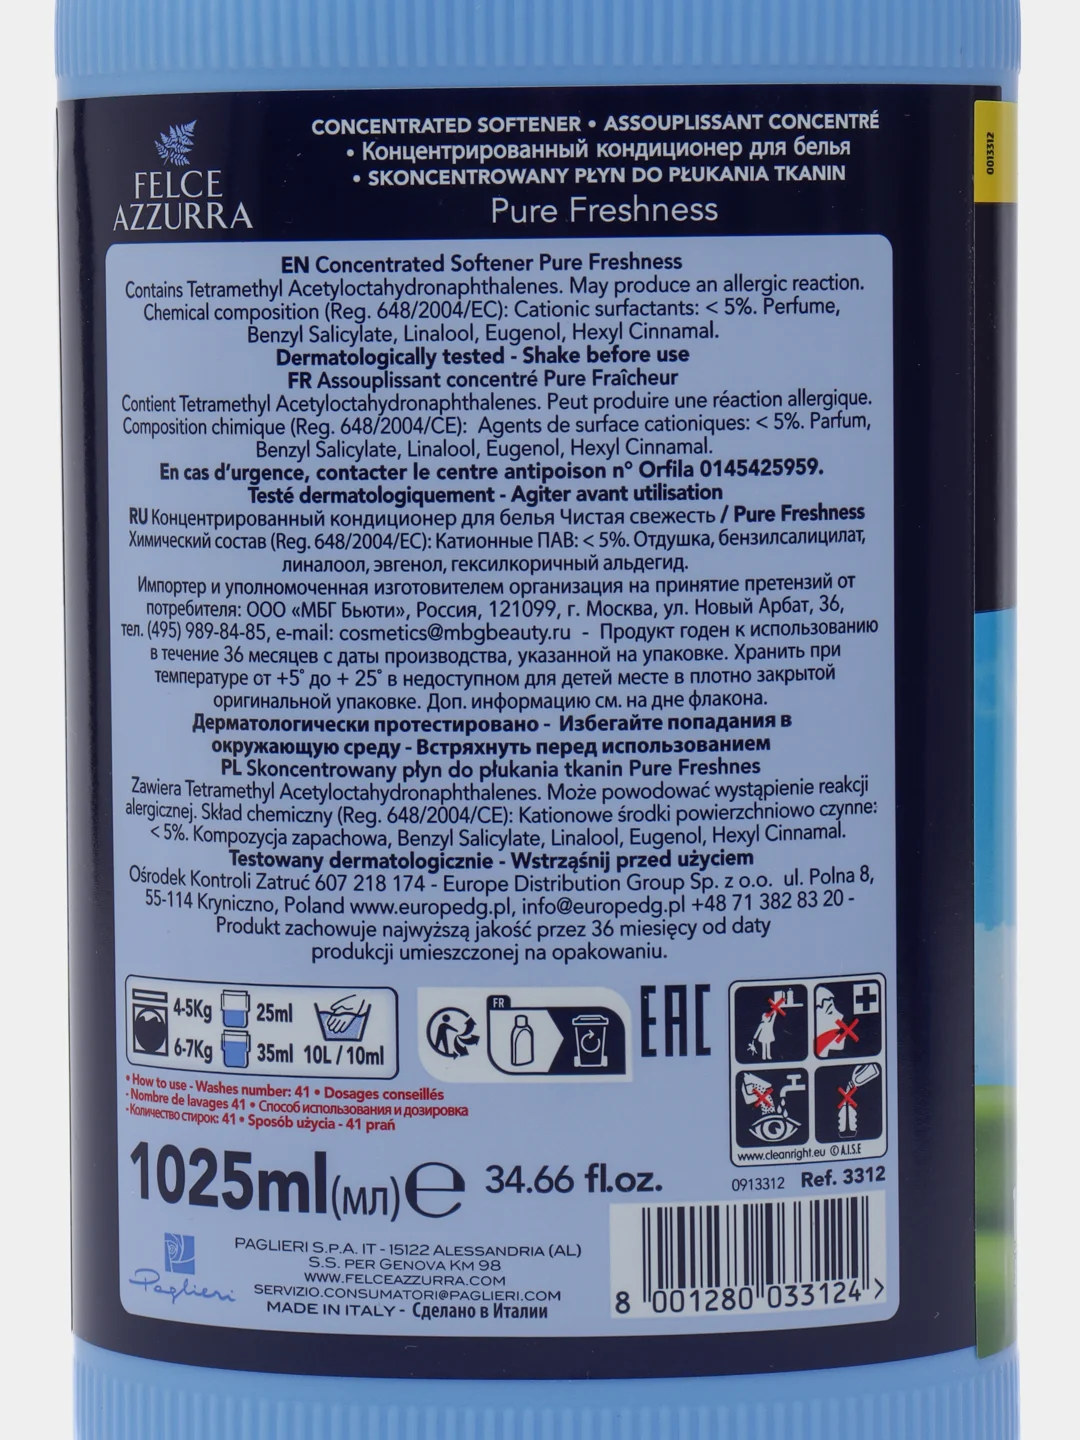 FELCE
AZZURRA
CONCENTRATED SOFTENER • ASSOUPLISSANT CONCENTRÉ
• Концентрированный кондиционер для белья
• SKONCENTROWANY PŁYN DO PŁUKANIA TKANIN
Pure Freshness
0013312
EN Concentrated Softener Pure Freshness
Contains Tetramethyl Acetyloctahydronaphthalenes. May produce an allergic reaction.
Chemical composition (Reg. 648/2004/EC): Cationic surfactants: < 5%. Perfume,
Benzyl Salicylate, Linalool, Eugenol, Hexyl Cinnamal.
Dermatologically tested - Shake before use
FR Assouplissant concentré Pure Fraîcheur
Contient Tetramethyl Acetyloctahydronaphthalenes. Peut produire une réaction allergique.
Composition chimique (Reg. 648/2004/CE): Agents de surface cationiques: < 5%. Parfum,
Benzyl Salicylate, Linalool, Eugenol, Hexyl Cinnamal.
En cas d'urgence, contacter le centre antipoison n° Orfila 0145425959.
Testé dermatologiquement - Agiter avant utilisation
RU Концентрированный кондиционер для белья Чистая свежесть / Pure Freshness
Химический состав (Reg. 648/2004/EC): Катионные ПАВ: < 5%. Отдушка, бензилсалицилат,
линалоол, эвгенол, гексилкоричный альдегид.
Импортер и уполномоченная изготовителем организация на принятие претензий от
потребителя: ООО «МБГ Бьюти», Россия, 121099, г. Москва, ул. Новый Арбат, 36,
тел. (495) 989-84-85, e-mail: cosmetics@mbgbeauty.ru - Продукт годен к использованию
в течение 36 месяцев с даты производства, указанной на упаковке. Хранить при
температуре от +5° до + 25° в недоступном для детей месте в плотно закрытой
оригинальной упаковке. Доп. информацию см. на дне флакона.
Дерматологически протестировано - Избегайте попадания в
окружающую среду - Встряхнуть перед использованием
PL Skoncentrowany płyn do płukania tkanin Pure Freshnes
Zawiera Tetramethyl Acetyloctahydronaphthalenes. Może powodować wystąpienie reakcji
alergicznej. Skład chemiczny (Reg. 648/2004/CE): Kationowe środki powierzchniowo czynne:
< 5%. Kompozycja zapachowa, Benzyl Salicylate, Linalool, Eugenol, Hexyl Cinnamal.
Testowany dermatologicznie - Wstrząśnij przed użyciem
Ośrodek Kontroli Zatruć 607 218 174 - Europe Distribution Group Sp. z o.o. ul. Polna 8,
55-114 Kryniczno, Poland www.europedg.pl, info@europedg.pl +48 71 382 83 20 -
Produkt zachowuje najwyższą jakość przez 36 miesięcy od daty
produkcji umieszczonej na opakowaniu.
4-5Kg 25ml
6-7Kg 35ml 10L / 10ml
FR
EAC
• How to use - Washes number: 41 • Dosages conseillés
- Nombre de lavages 41 • Способ использования и дозировка
- Количество стирок: 41 • Sposób użycia - 41 prań
www.cleanright.eu © A.I.S.E
1025ml(мл) e 34.66 fl.oz.
0913312 Ref. 3312
Paglieri
PAGLIERI S.P.A. IT - 15122 ALESSANDRIA (AL)
S.S. PER GENOVA KM 98
WWW.FELCEAZZURRA.COM
SERVIZIO.CONSUMATORI@PAGLIERI.COM
MADE IN ITALY - Сделано в Италии
8 001280 033124 >